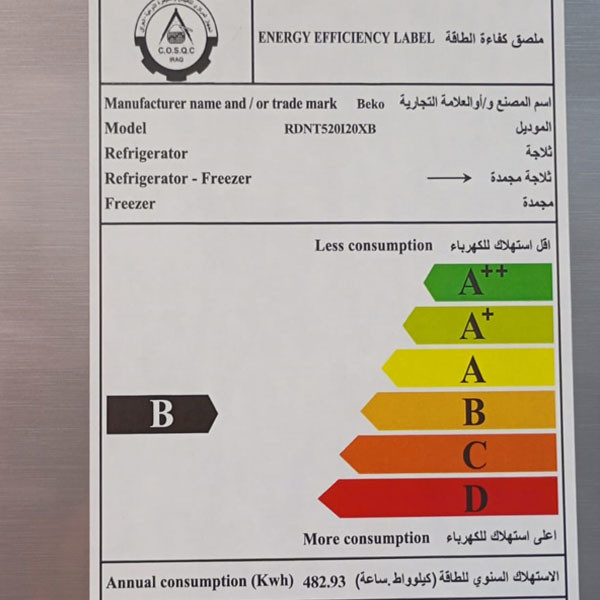 C.O.S.Q.C
IRAQ
ENERGY EFFICIENCY LABEL ملصق كفاءة الطاقة
Manufacturer name and / or trade mark Beko اسم المصنع و/أوالعلامة التجارية
Model RDNT520I20XB الموديل
Refrigerator ثلاجة
Refrigerator - Freezer ثلاجة مجمدة
Freezer مجمدة
Less consumption اقل استهلاك للكهرباء
A++
A+
A
B B
C
D
More consumption اعلى استهلاك للكهرباء
Annual consumption (Kwh) 482.93 الاستهلاك السنوي للطاقة (كيلوواط.ساعة)